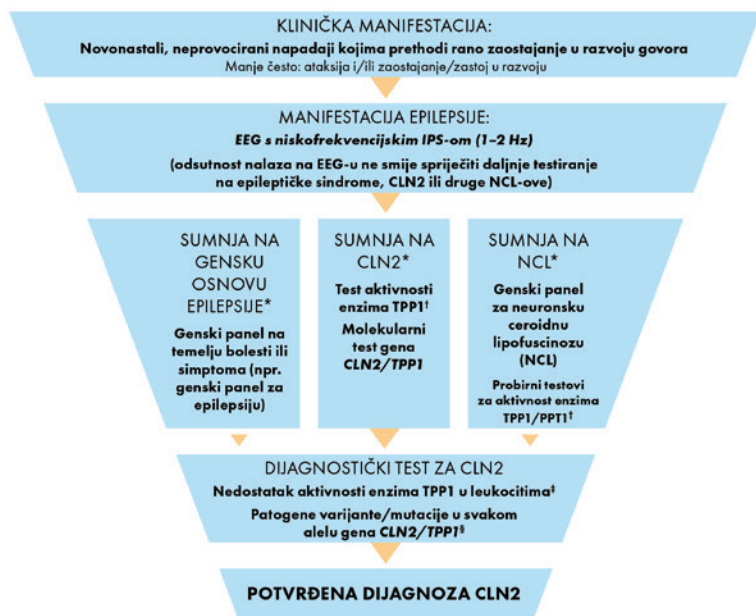 KLINIČKA MANIFESTACIJA:
Novonastali, neprovocirani napadaji kojima prethodi rano zaostajanje u razvoju govora
Manje često: ataksija i/ili zaostajanje/zastoj u razvoju
MANIFESTACIJA EPILEPSIJE:
EEG s niskofrekvencijskim IPS-om (1–2 Hz)
(odsutnost nalaza na EEG-u ne smije spriječiti daljnje testiranje
na epileptičke sindrome, CLN2 ili druge NCL-ove)
SUMNJA NA
GENSKU
OSNOVU
EPILEPSIJE*
Genski panel na
temelju bolesti ili
simptoma (npr.
genski panel za
epilepsiju)
SUMNJA NA
CLN2*
Test aktivnosti
enzima TPP1†
Molekularni
test gena
CLN2/TPP1
SUMNJA NA
NCL*
Genski panel
za neuronsku
ceroidnu
lipofuscinozu
(NCL)
Probirni testovi
za aktivnost enzima
TPP1/PPT1†
DIJAGNOSTIČKI TEST ZA CLN2
Nedostatak aktivnosti enzima TPP1 u leukocitima‡
Patogene varijante/mutacije u svakom
alelu gena CLN2/TPP1§
POTVRĐENA DIJAGNOZA CLN2